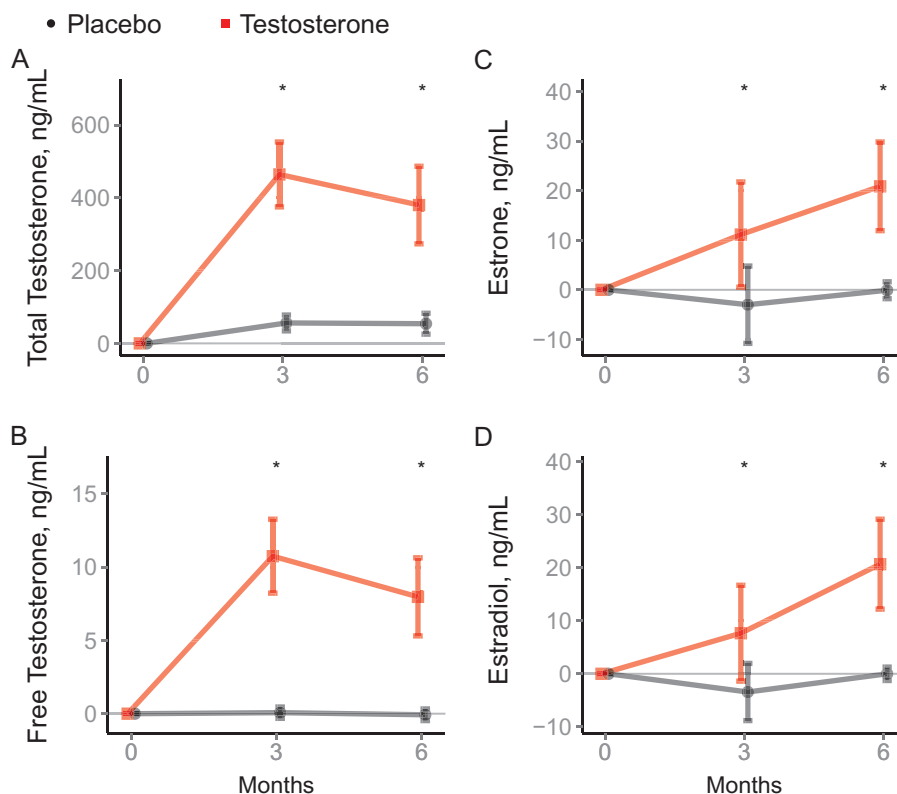 Placebo Testosterone
A
Total Testosterone, ng/mL
600
400
200
0
0 3 6
* *
B
Free Testosterone, ng/mL
15
10
5
0
0 3 6
* *
Months
C
Estrone, ng/mL
40
30
20
10
0
−10
0 3 6
* *
D
Estradiol, ng/mL
40
30
20
10
0
−10
0 3 6
* *
Months